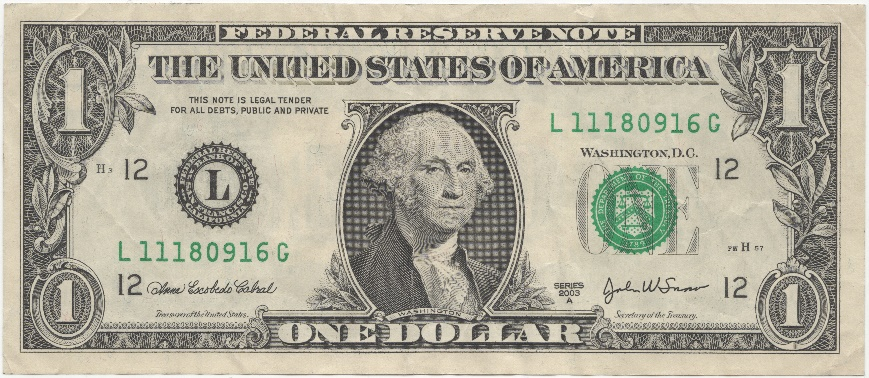 FEDERAL RESERVE NOTE
THE UNITED STATES OF AMERICA
1
1
THIS NOTE IS LEGAL TENDER
FOR ALL DEBTS, PUBLIC AND PRIVATE
L 11180916 G
WASHINGTON, D.C.
H 3
12
L
12
ONE
L 11180916 G
FW H 57
12
Anna Escobedo Cabral
Treasurer of the United States.
SERIES
2003
A
John W Snow
Secretary of the Treasury.
12
1
1
WASHINGTON
ONE DOLLAR